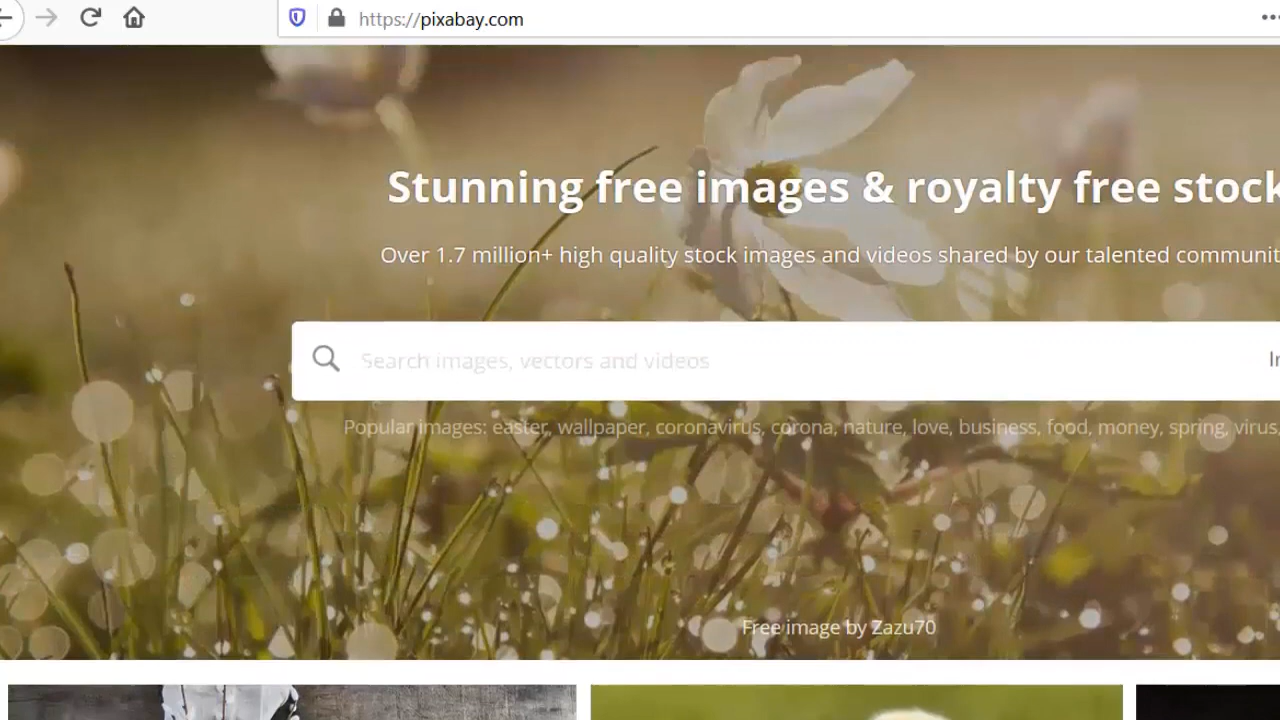 https://pixabay.com
Stunning free images & royalty free stock
Over 1.7 million+ high quality stock images and videos shared by our talented communit
Search images, vectors and videos
Popular images: easter, wallpaper, coronavirus, corona, nature, love, business, food, money, spring, virus,
Free image by Zazu70